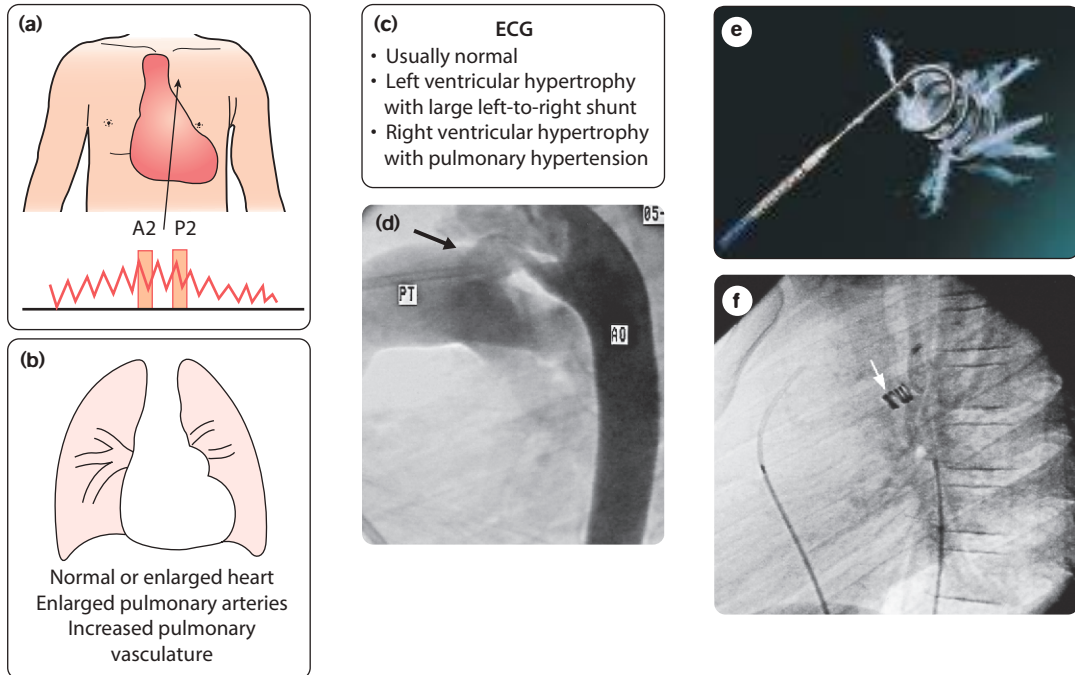 (a)
A2 P2
(b)
Normal or enlarged heart
Enlarged pulmonary arteries
Increased pulmonary
vasculature
(c)
ECG
• Usually normal
• Left ventricular hypertrophy
with large left-to-right shunt
• Right ventricular hypertrophy
with pulmonary hypertension
(d)
05-
PT
AO
e
f